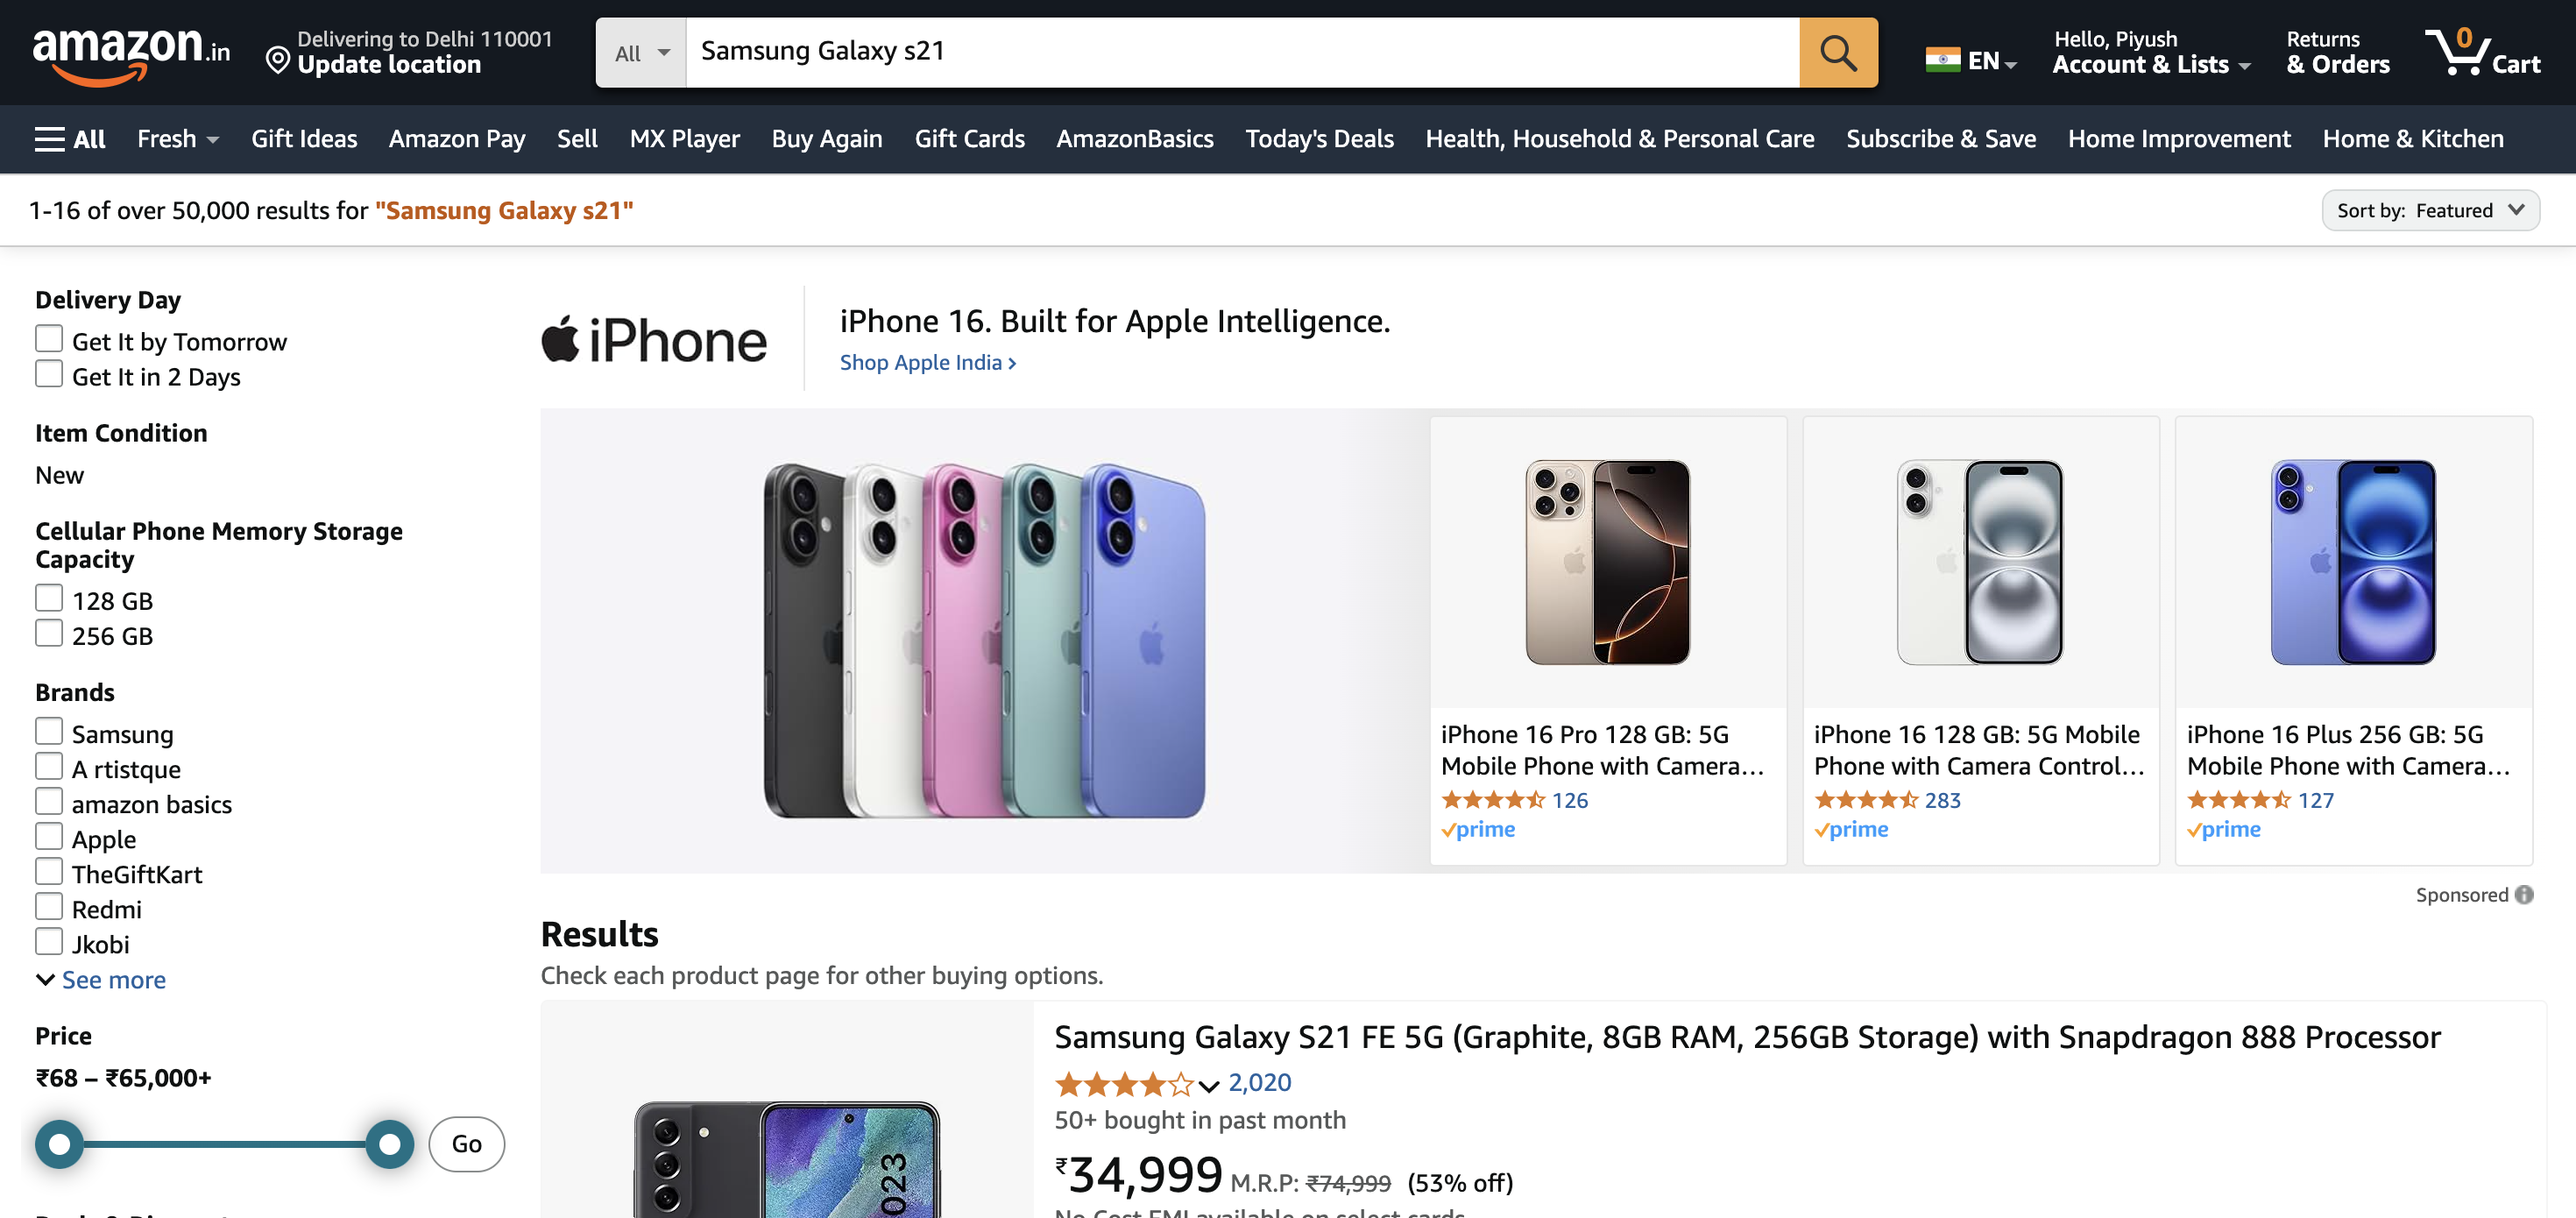 amazon.in
Delivering to Delhi 110001
Update location
All
Samsung Galaxy s21
EN
Hello, Piyush
Account & Lists
Returns
& Orders
0
Cart
All
Fresh
Gift Ideas
Amazon Pay
Sell
MX Player
Buy Again
Gift Cards
AmazonBasics
Today's Deals
Health, Household & Personal Care
Subscribe & Save
Home Improvement
Home & Kitchen
1-16 of over 50,000 results for "Samsung Galaxy s21"
Sort by: Featured
Delivery Day
Get It by Tomorrow
Get It in 2 Days
Item Condition
New
Cellular Phone Memory Storage
Capacity
128 GB
256 GB
Brands
Samsung
A rtistque
amazon basics
Apple
TheGiftKart
Redmi
Jkobi
See more
Price
₹68 – ₹65,000+
Go
iPhone
iPhone 16. Built for Apple Intelligence.
Shop Apple India ›
iPhone 16 Pro 128 GB: 5G
Mobile Phone with Camera...
126
prime
iPhone 16 128 GB: 5G Mobile
Phone with Camera Control...
283
prime
iPhone 16 Plus 256 GB: 5G
Mobile Phone with Camera...
127
prime
Sponsored
Results
Check each product page for other buying options.
023
Samsung Galaxy S21 FE 5G (Graphite, 8GB RAM, 256GB Storage) with Snapdragon 888 Processor
2,020
50+ bought in past month
₹34,999 M.R.P: ₹74,999 (53% off)
No Cost EMI available on select cards